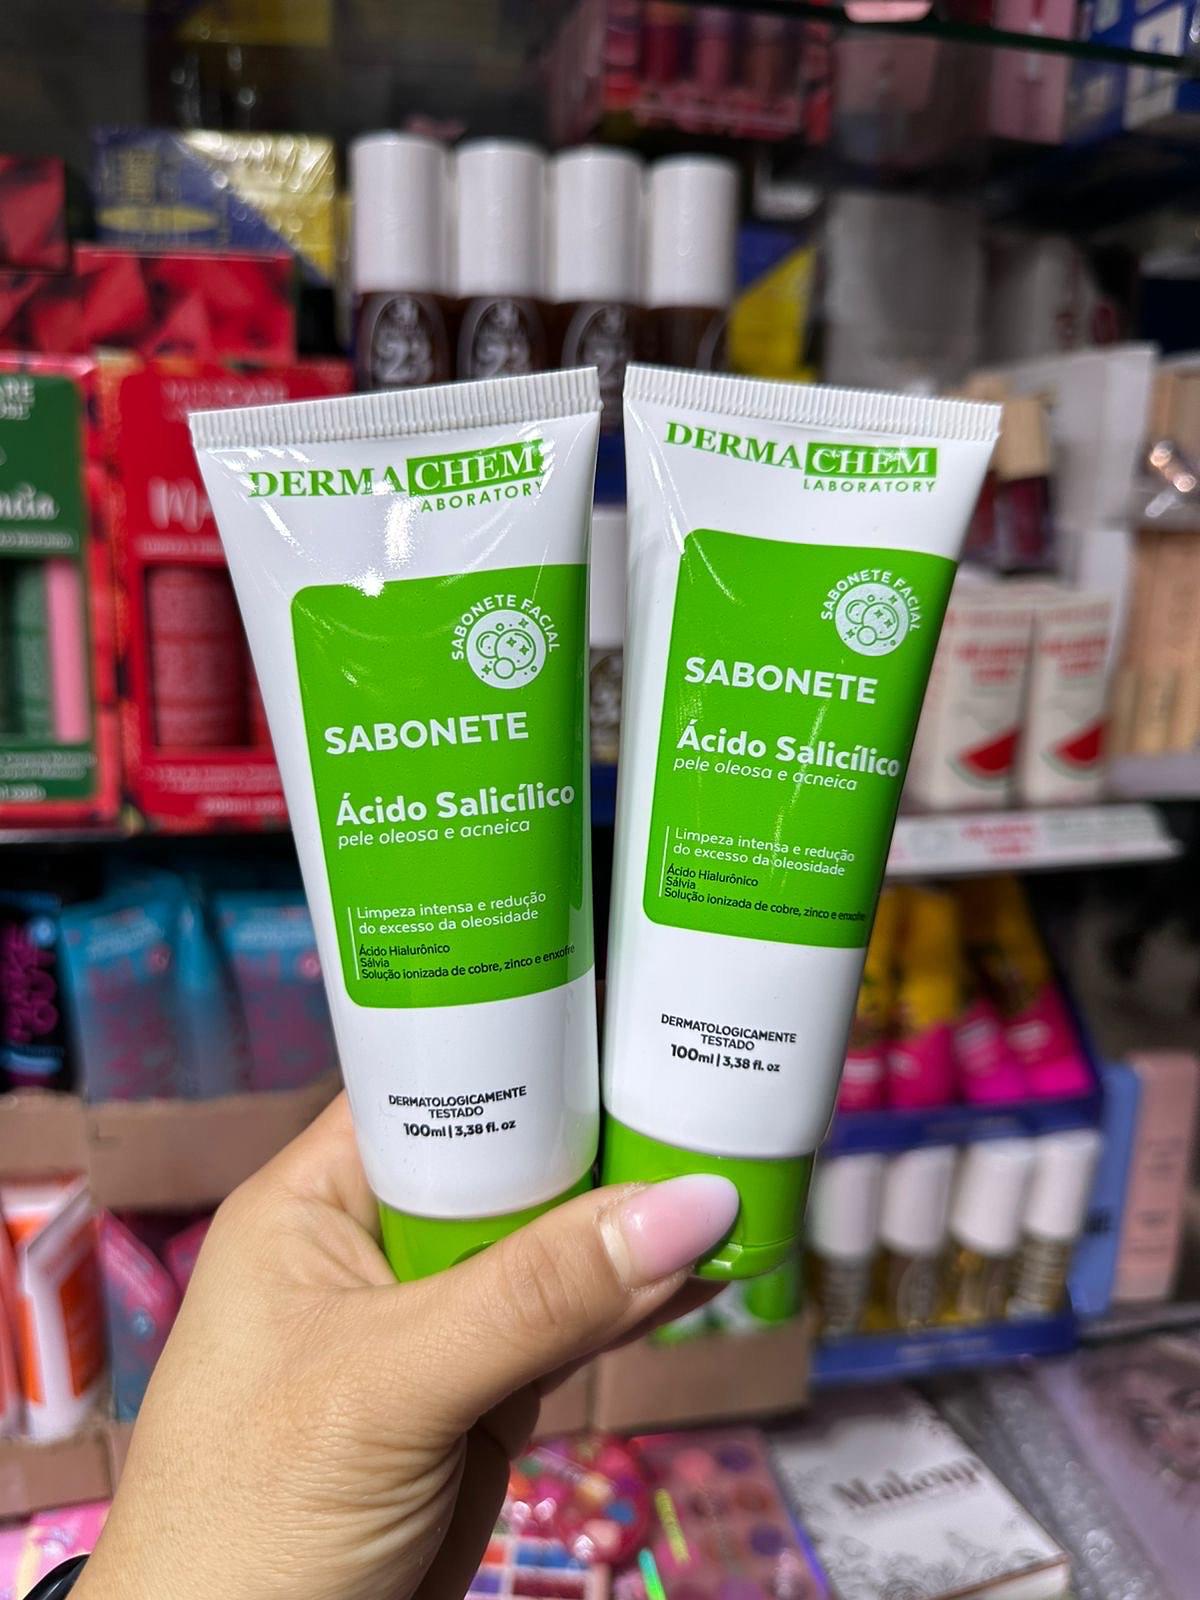 DERMA CHEM
LABORATORY
SABONETE FACIAL
SABONETE
Ácido Salicílico
pele oleosa e acneica
Limpeza intensa e redução
do excesso da oleosidade
Ácido Hialurônico
Sálvia
Solução ionizada de cobre, zinco e enxofre
DERMATOLOGICAMENTE
TESTADO
100ml | 3,38 fl. oz
DERMA CHEM
LABORATORY
SABONETE FACIAL
SABONETE
Ácido Salicílico
pele oleosa e acneica
Limpeza intensa e redução
do excesso da oleosidade
Ácido Hialurônico
Sálvia
Solução ionizada de cobre, zinco e enxofre
DERMATOLOGICAMENTE
TESTADO
100ml | 3,38 fl. oz
Makeup